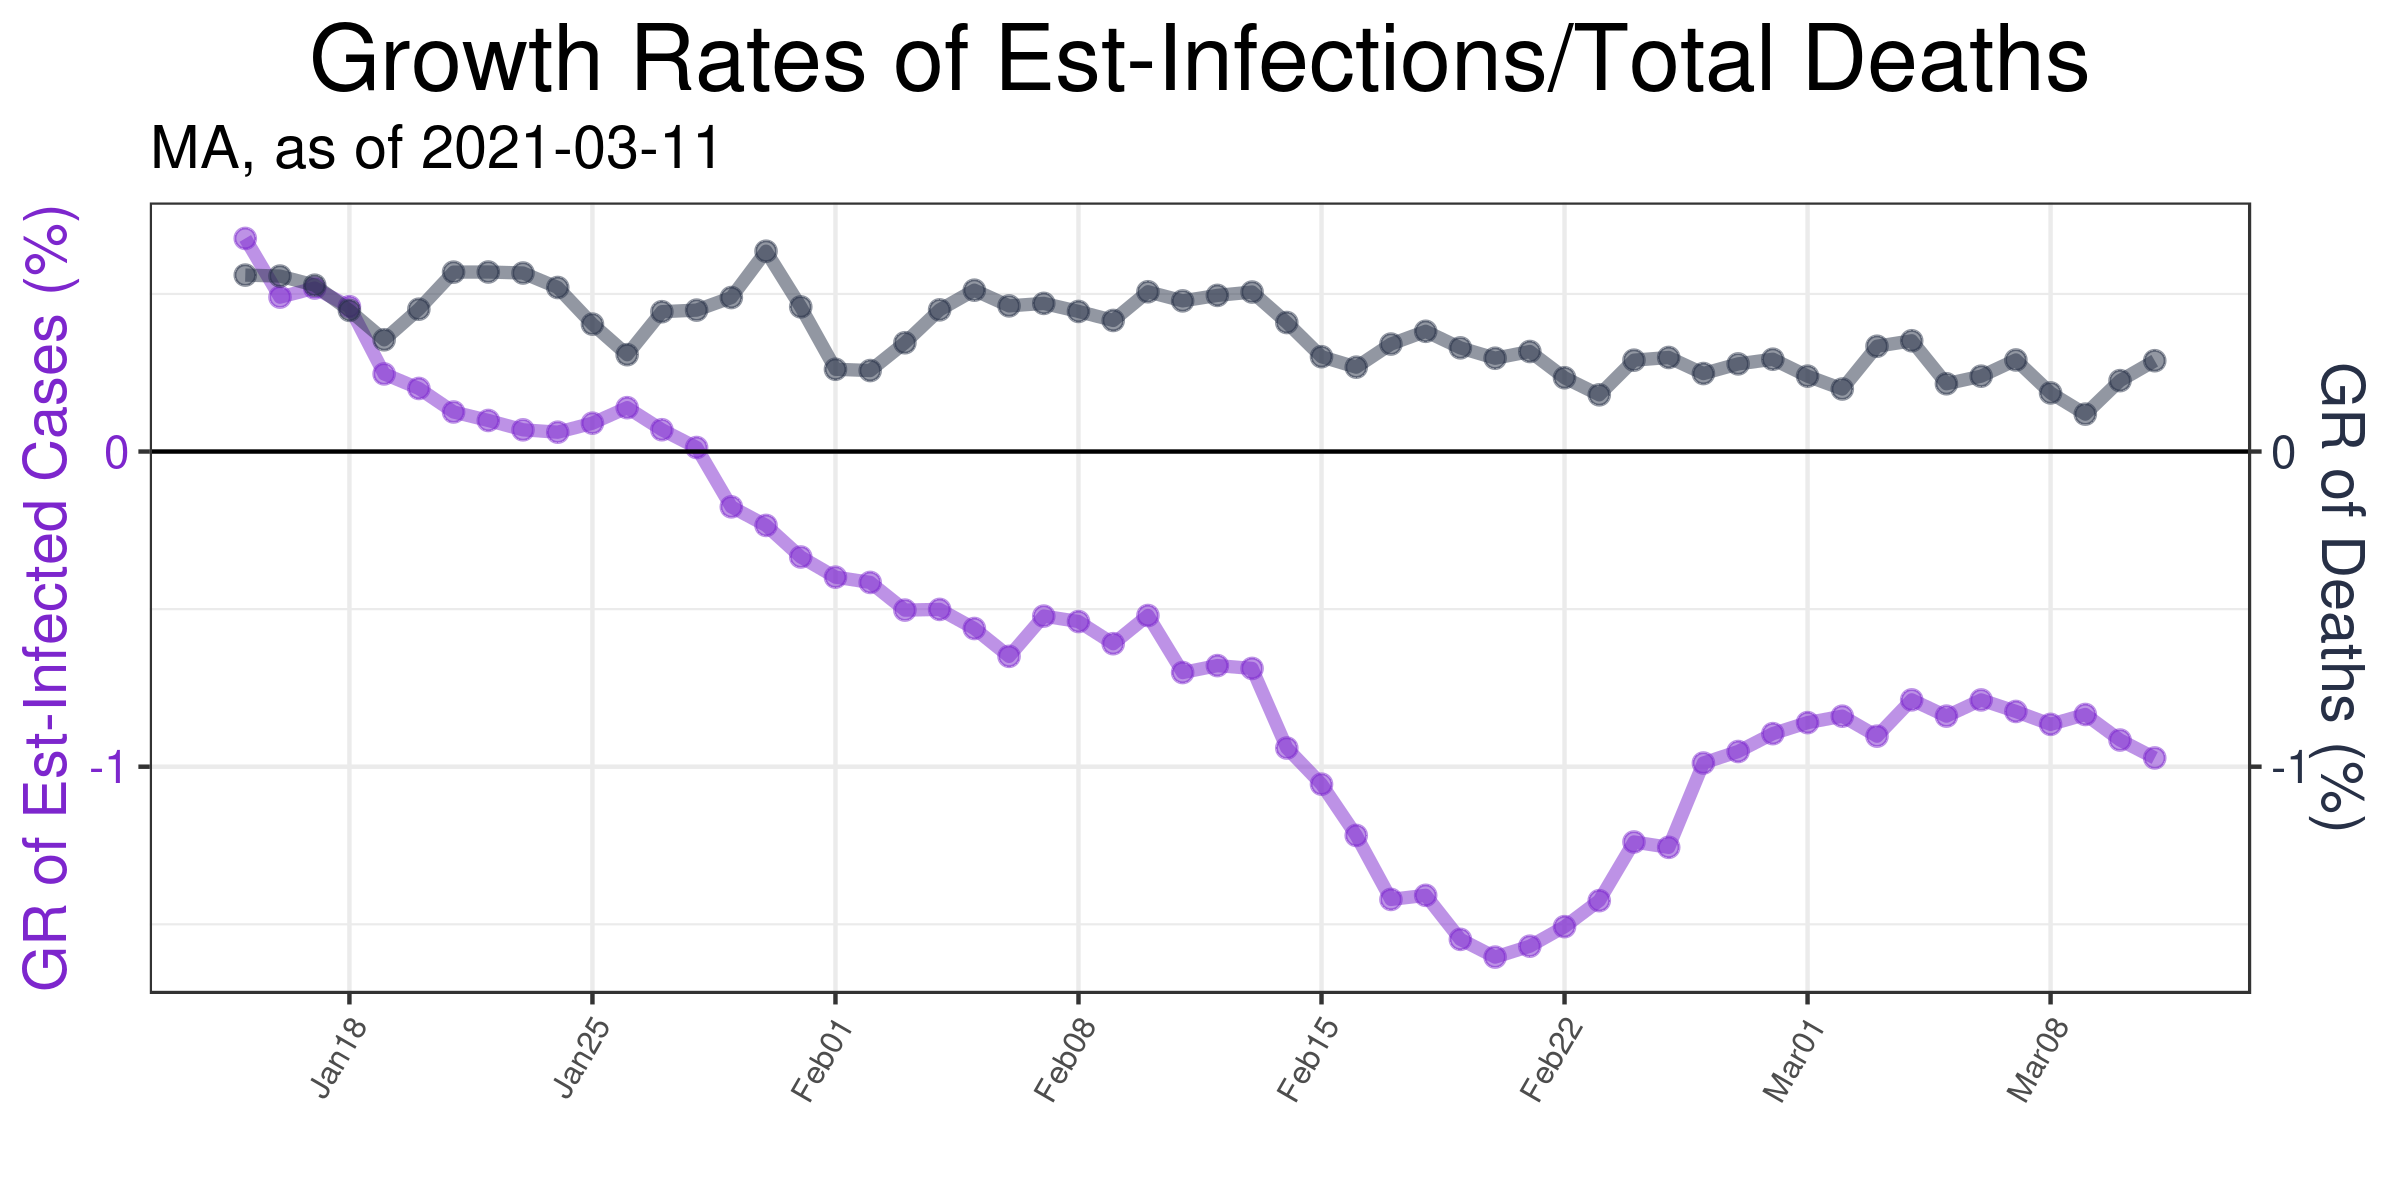 Growth Rates of Est-Infections/Total Deaths
MA, as of 2021-03-11
GR of Est-Infected Cases (%)
0
-1
0
-1
GR of Deaths (%)
Jan18
Jan25
Feb01
Feb08
Feb15
Feb22
Mar01
Mar08